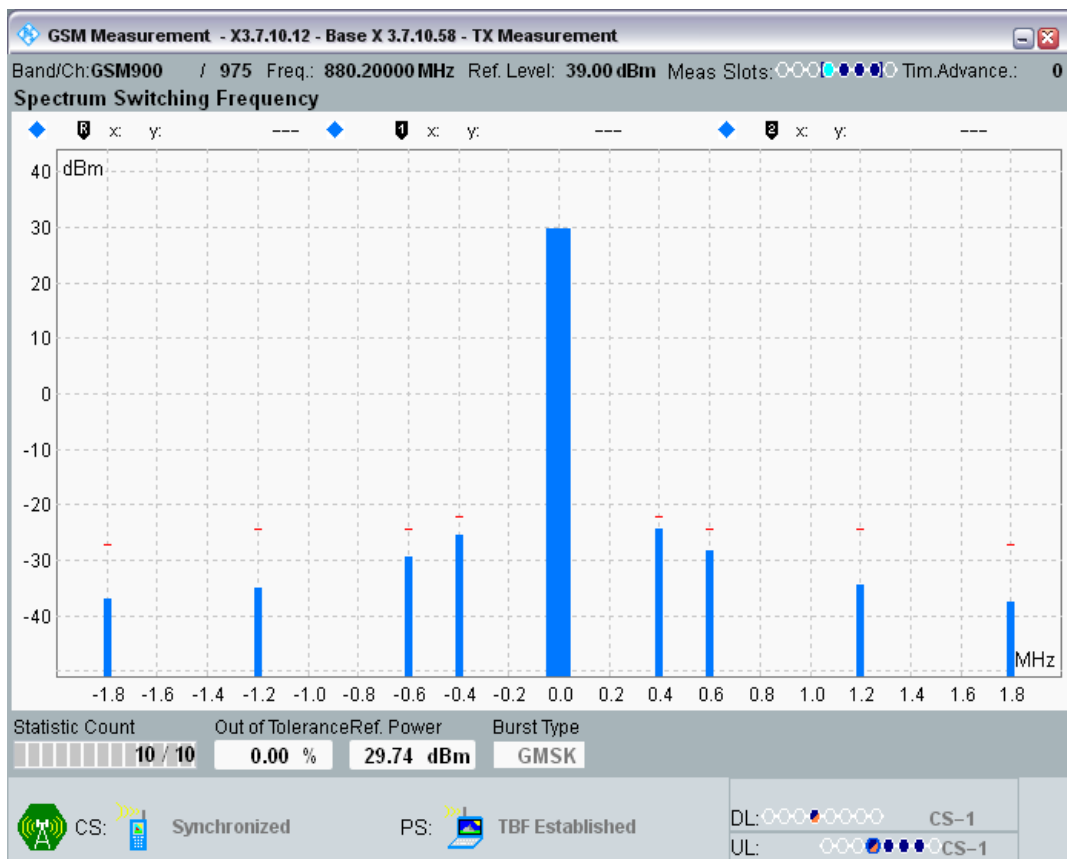 GSM Measurement - X3.7.10.12 - Base X 3.7.10.58 - TX Measurement
Band/Ch:GSM900 / 975 Freq.: 880.20000 MHz Ref. Level: 39.00 dBm Meas Slots: Tim.Advance.: 0
Spectrum Switching Frequency
R x: y: --- 1 x: y: --- 2 x: y: ---
dBm
40
30
20
10
0
-10
-20
-30
-40
MHz
-1.8 -1.6 -1.4 -1.2 -1.0 -0.8 -0.6 -0.4 -0.2 0.0 0.2 0.4 0.6 0.8 1.0 1.2 1.4 1.6 1.8
Statistic Count Out of Tolerance Ref. Power Burst Type
10 / 10 0.00 % 29.74 dBm GMSK
CS: Synchronized PS: TBF Established
DL: CS-1
UL: CS-1